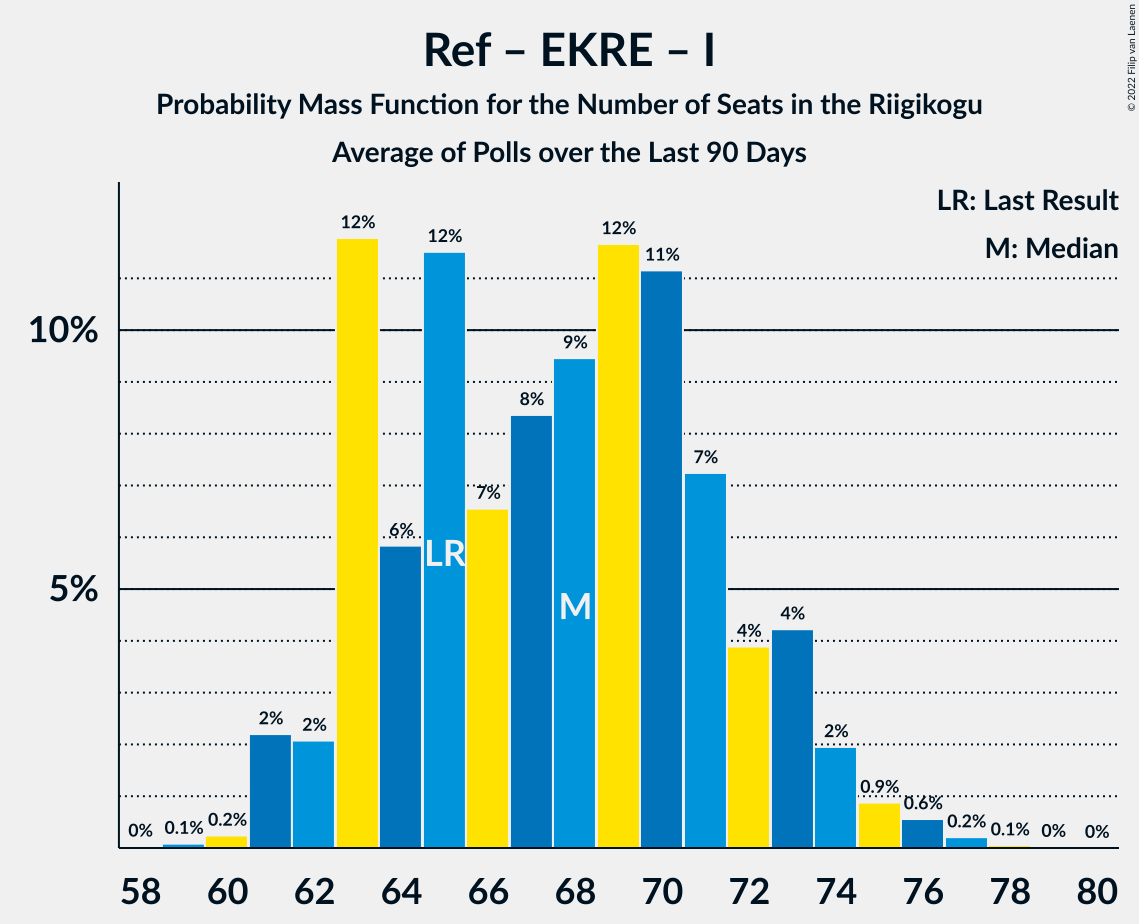 Ref – EKRE – I
Probability Mass Function for the Number of Seats in the Riigikogu
Average of Polls over the Last 90 Days
© 2022 Filip van Laenen
LR: Last Result
M: Median
10%
5%
0%
0.1%
0.2%
2%
2%
12%
6%
12%
7%
8%
9%
12%
11%
7%
4%
4%
2%
0.9%
0.6%
0.2%
0.1%
0%
0%
LR
M
58 60 62 64 66 68 70 72 74 76 78 80